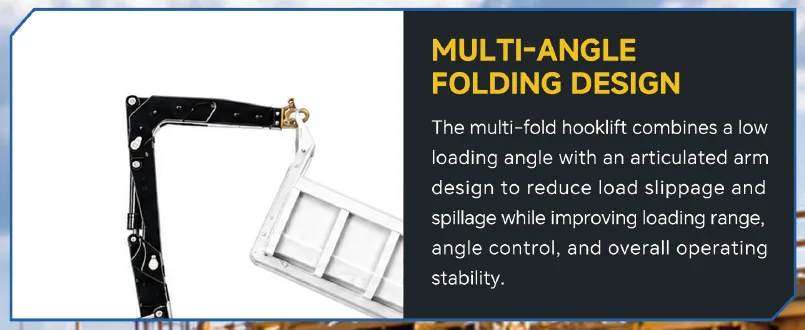 MULTI-ANGLE
FOLDING DESIGN
The multi-fold hooklift combines a low
loading angle with an articulated arm
design to reduce load slippage and
spillage while improving loading range,
angle control, and overall operating
stability.